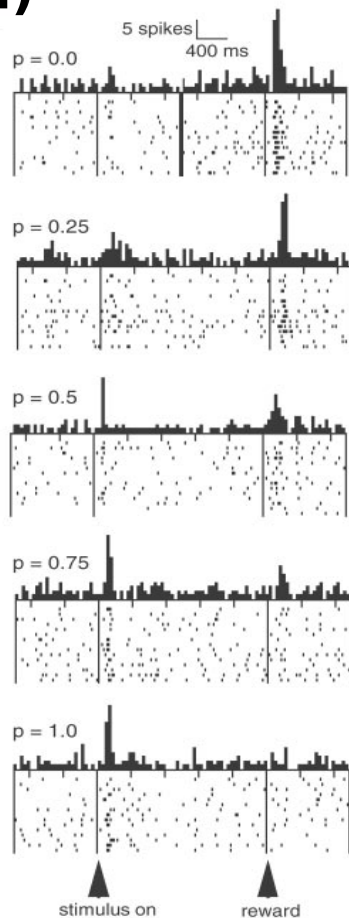 5 spikes
400 ms
p = 0.0
p = 0.25
p = 0.5
p = 0.75
p = 1.0
stimulus on
reward